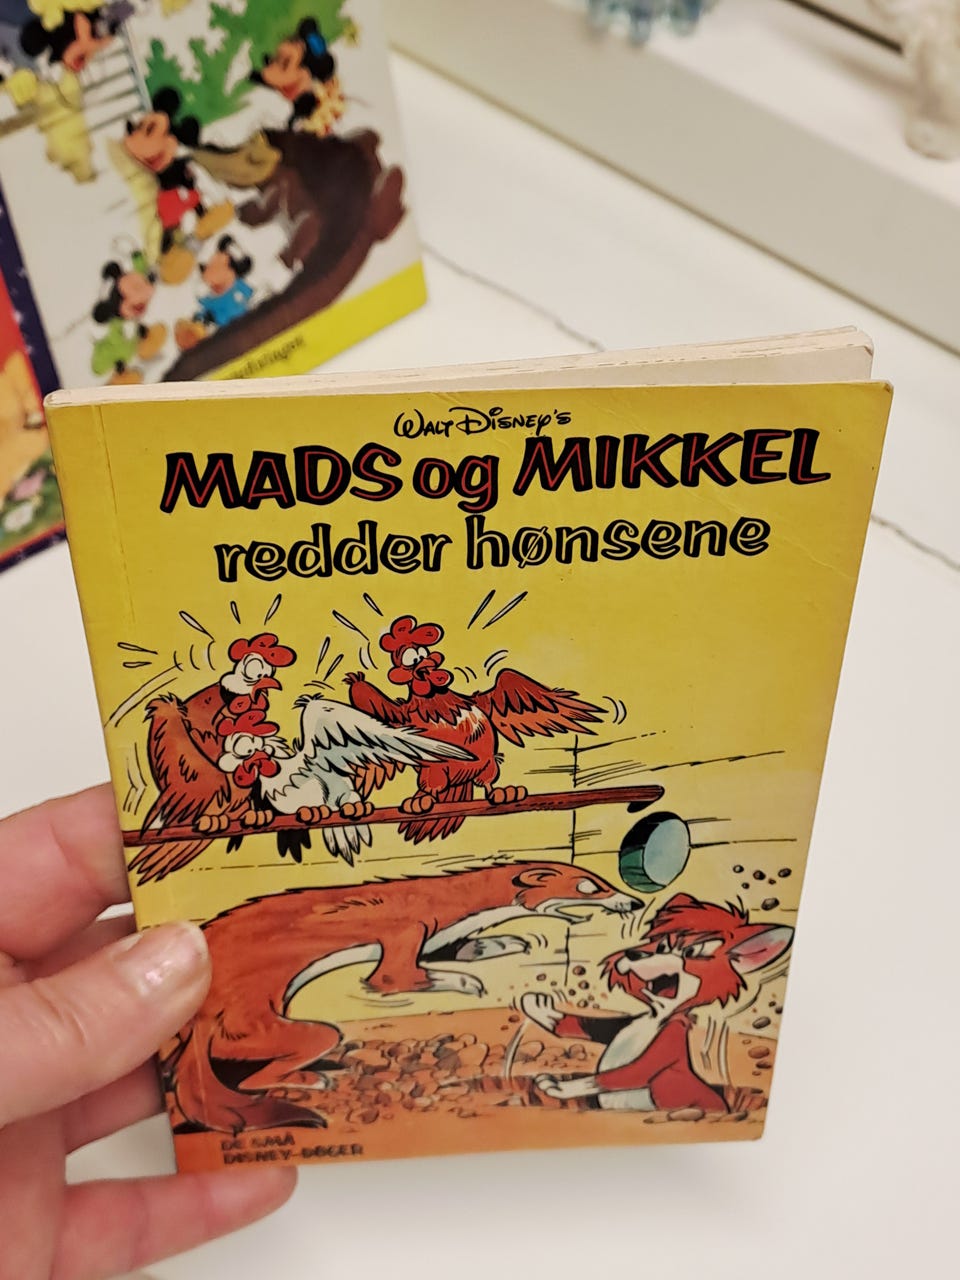 WALT DISNEY'S
MADS og MIKKEL
redder hønsene
DE SMÅ
DISNEY-BØGER